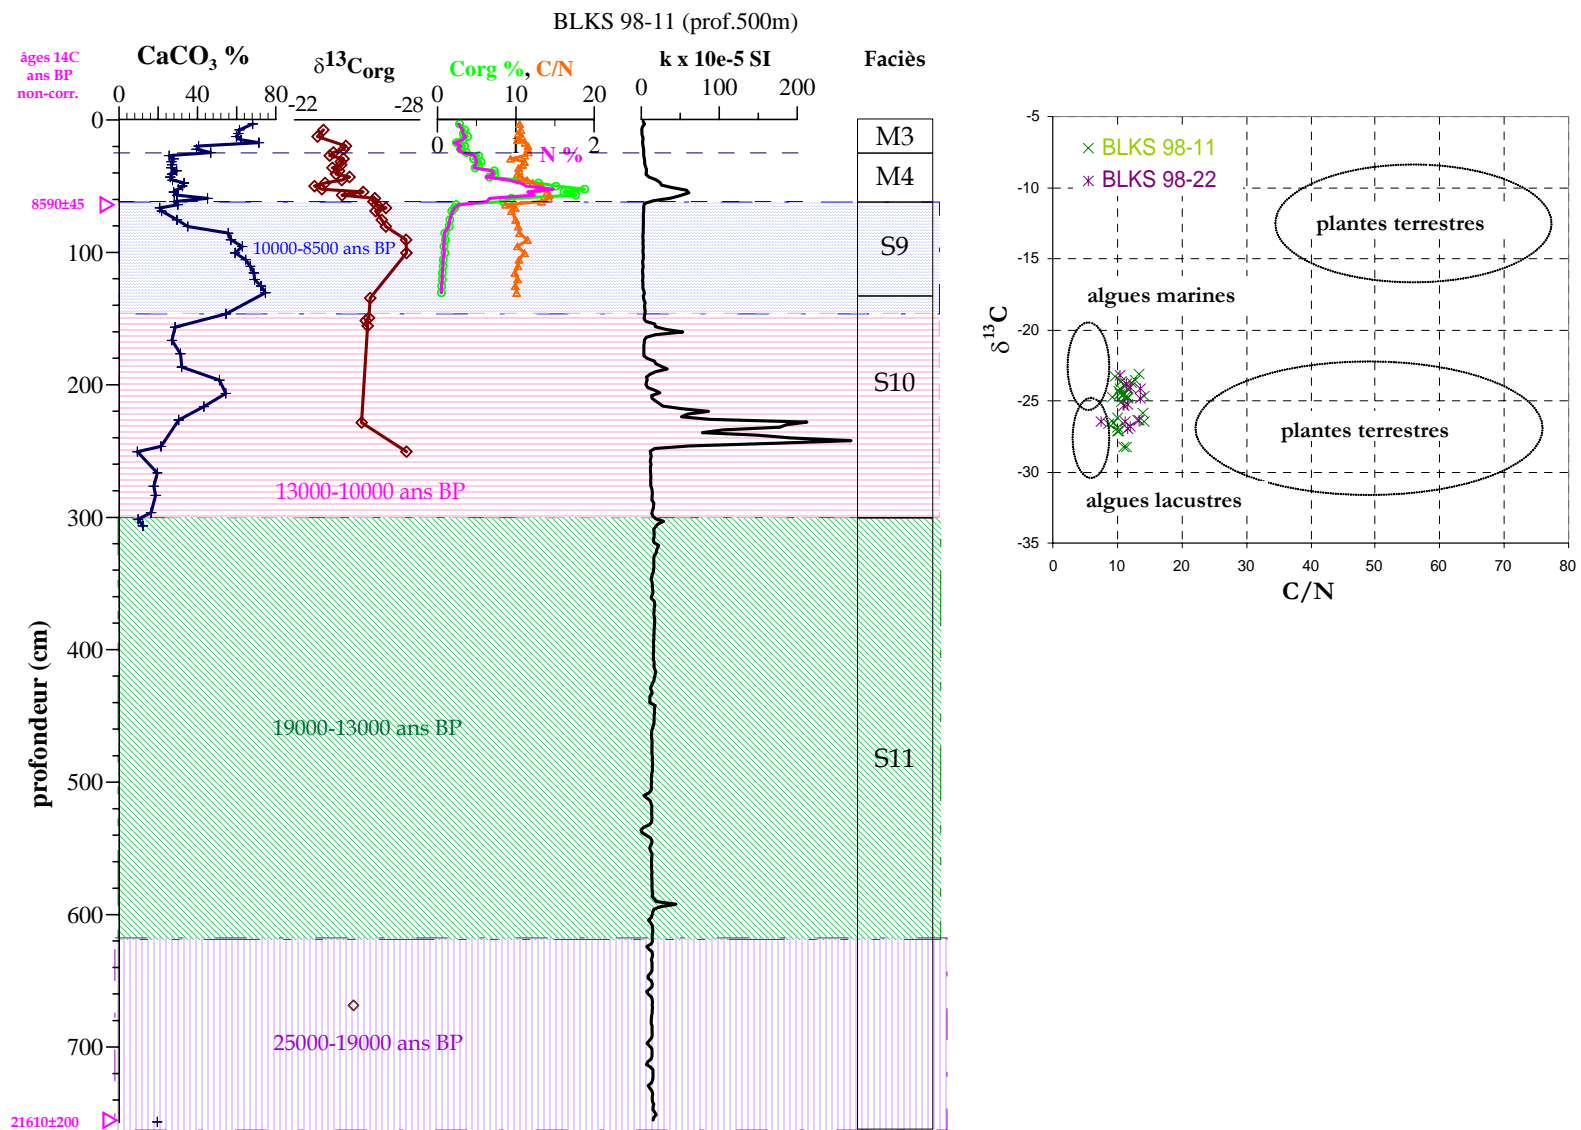 BLKS 98-11 (prof.500m)
âges 14C
ans BP
non-corr.
CaCO3 %
δ13Corg
Corg %, C/N
k x 10e-5 SI
Faciès
0 40 80
-22 -28
0 10 20
0 100 200
0 1 2
N %
0
100
200
300
400
500
600
700
profondeur (cm)
8590±45
21610±200
10000-8500 ans BP
13000-10000 ans BP
19000-13000 ans BP
25000-19000 ans BP
M3
M4
S9
S10
S11
-5
-10
-15
-20
-25
-30
-35
δ13C
BLKS 98-11
BLKS 98-22
plantes terrestres
algues marines
plantes terrestres
algues lacustres
0 10 20 30 40 50 60 70 80
C/N